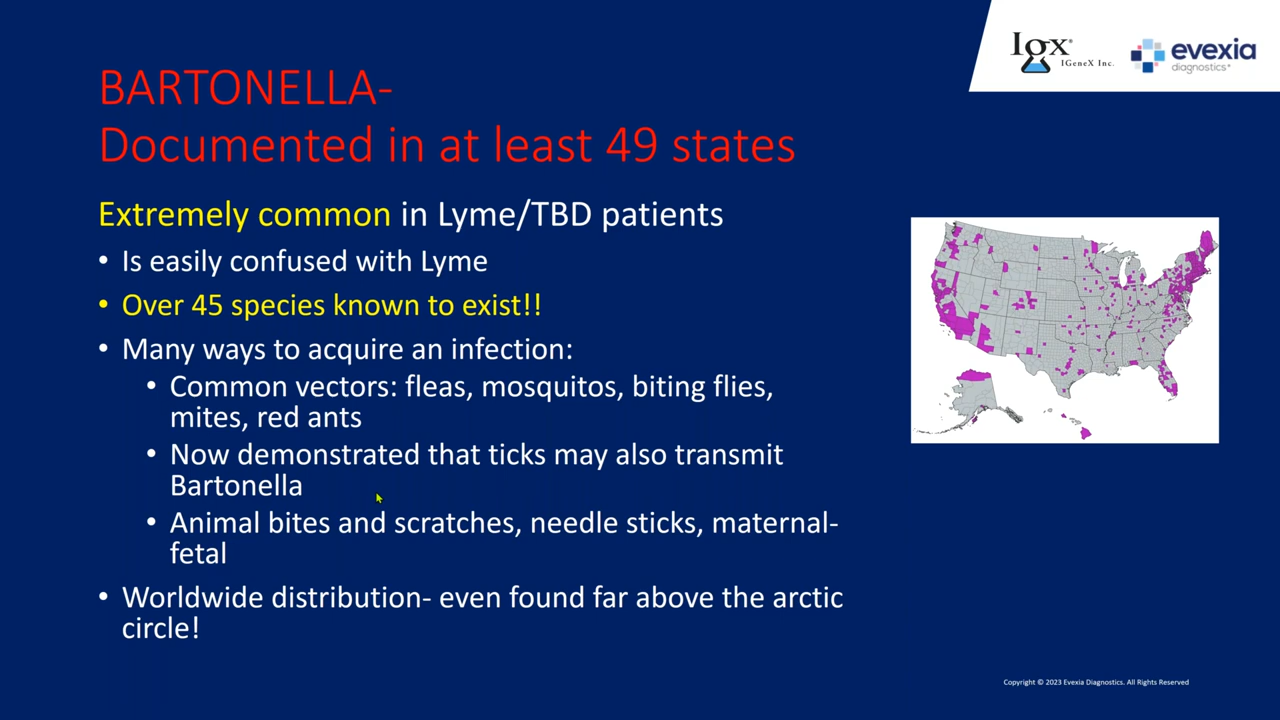 Igx®
IGeneX Inc.
evexia
diagnostics®
BARTONELLA-
Documented in at least 49 states
Extremely common in Lyme/TBD patients
• Is easily confused with Lyme
• Over 45 species known to exist!!
• Many ways to acquire an infection:
• Common vectors: fleas, mosquitos, biting flies,
mites, red ants
• Now demonstrated that ticks may also transmit
Bartonella
• Animal bites and scratches, needle sticks, maternal-
fetal
• Worldwide distribution- even found far above the arctic
circle!
Copyright © 2023 Evexia Diagnostics. All Rights Reserved